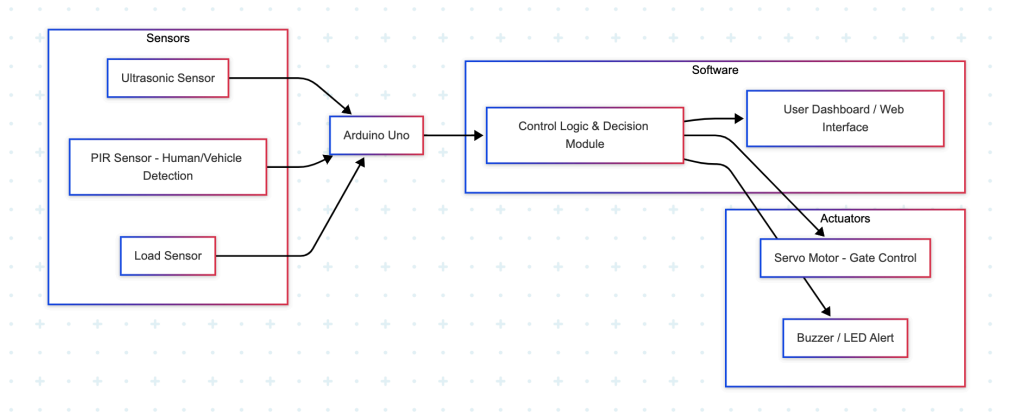 Sensors
Ultrasonic Sensor
PIR Sensor - Human/Vehicle
Detection
Load Sensor
Arduino Uno
Software
Control Logic & Decision
Module
User Dashboard / Web
Interface
Actuators
Servo Motor - Gate Control
Buzzer / LED Alert